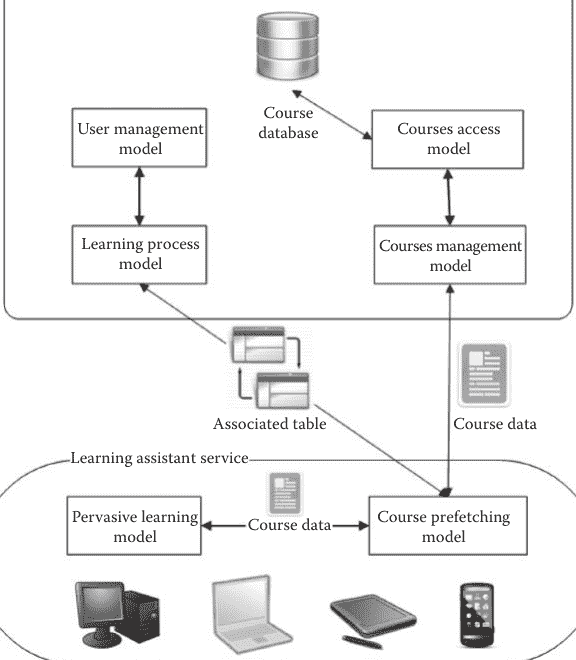 Course
database
User management
model
Courses access
model
Learning process
model
Courses management
model
Associated table
Course data
Learning assistant service
Pervasive learning
model
Course data
Course prefetching
model